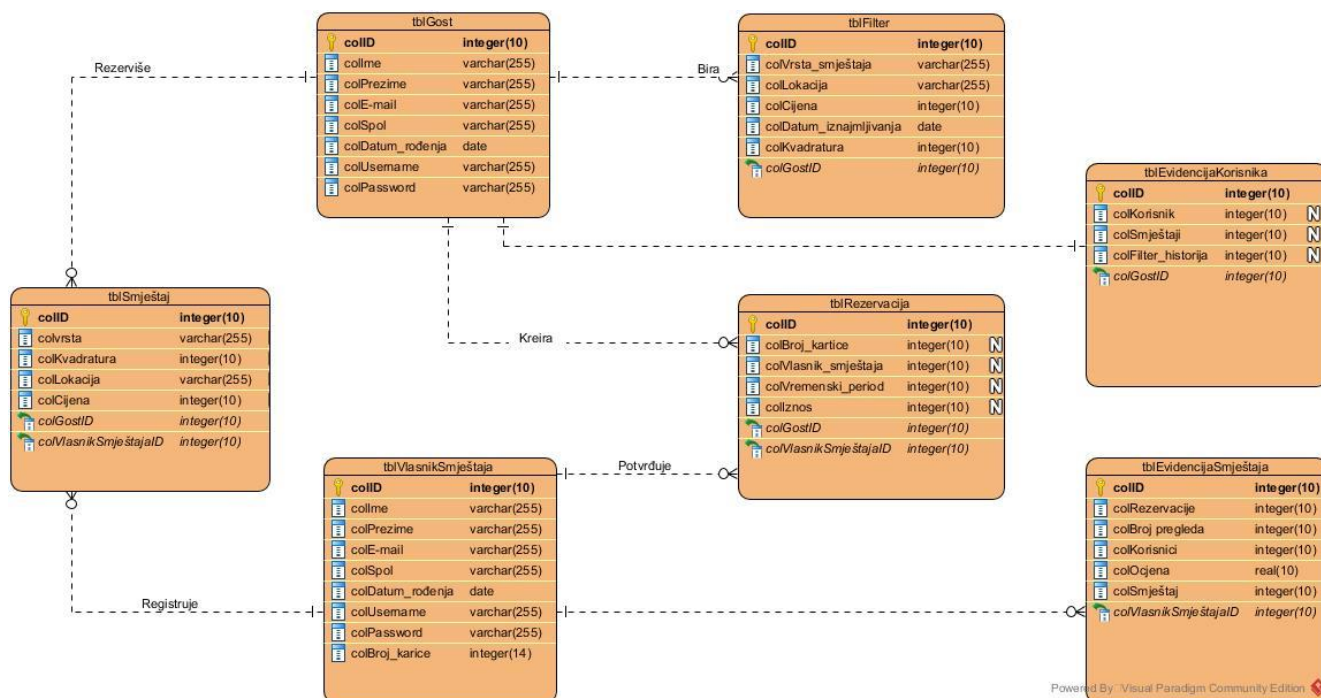 tblGost
colID integer(10)
colIme varchar(255)
colPrezime varchar(255)
colE-mail varchar(255)
colSpol varchar(255)
colDatum_rođenja date
colUsername varchar(255)
colPassword varchar(255)
tblFilter
colID integer(10)
colVrsta_smještaja varchar(255)
colLokacija varchar(255)
colCijena integer(10)
colDatum_iznajmljivanja date
colKvadratura integer(10)
colGostID integer(10)
Rezerviše
Bira
tblEvidencijaKorisnika
colID integer(10)
colKorisnik integer(10) N
colSmještaji integer(10) N
colFilter_historija integer(10) N
colGostID integer(10)
tblSmještaj
colID integer(10)
colvrsta varchar(255)
colKvadratura integer(10)
colLokacija varchar(255)
colCijena integer(10)
colGostID integer(10)
colVlasnikSmještajaID integer(10)
Kreira
tblRezervacija
colID integer(10)
colBroj_kartice integer(10) N
colVlasnik_smještaja integer(10) N
colVremenski_period integer(10) N
colIznos integer(10) N
colGostID integer(10)
colVlasnikSmještajaID integer(10)
Potvrđuje
Registruje
tblVlasnikSmještaja
colID integer(10)
colIme varchar(255)
colPrezime varchar(255)
colE-mail varchar(255)
colSpol varchar(255)
colDatum_rođenja date
colUsername varchar(255)
colPassword varchar(255)
colBroj_karice integer(14)
tblEvidencijaSmještaja
colID integer(10)
colRezervacije integer(10)
colBroj pregleda integer(10)
colKorisnici integer(10)
colOcjena real(10)
colSmještaj integer(10)
colVlasnikSmještajaID integer(10)
Powered By Visual Paradigm Community Edition